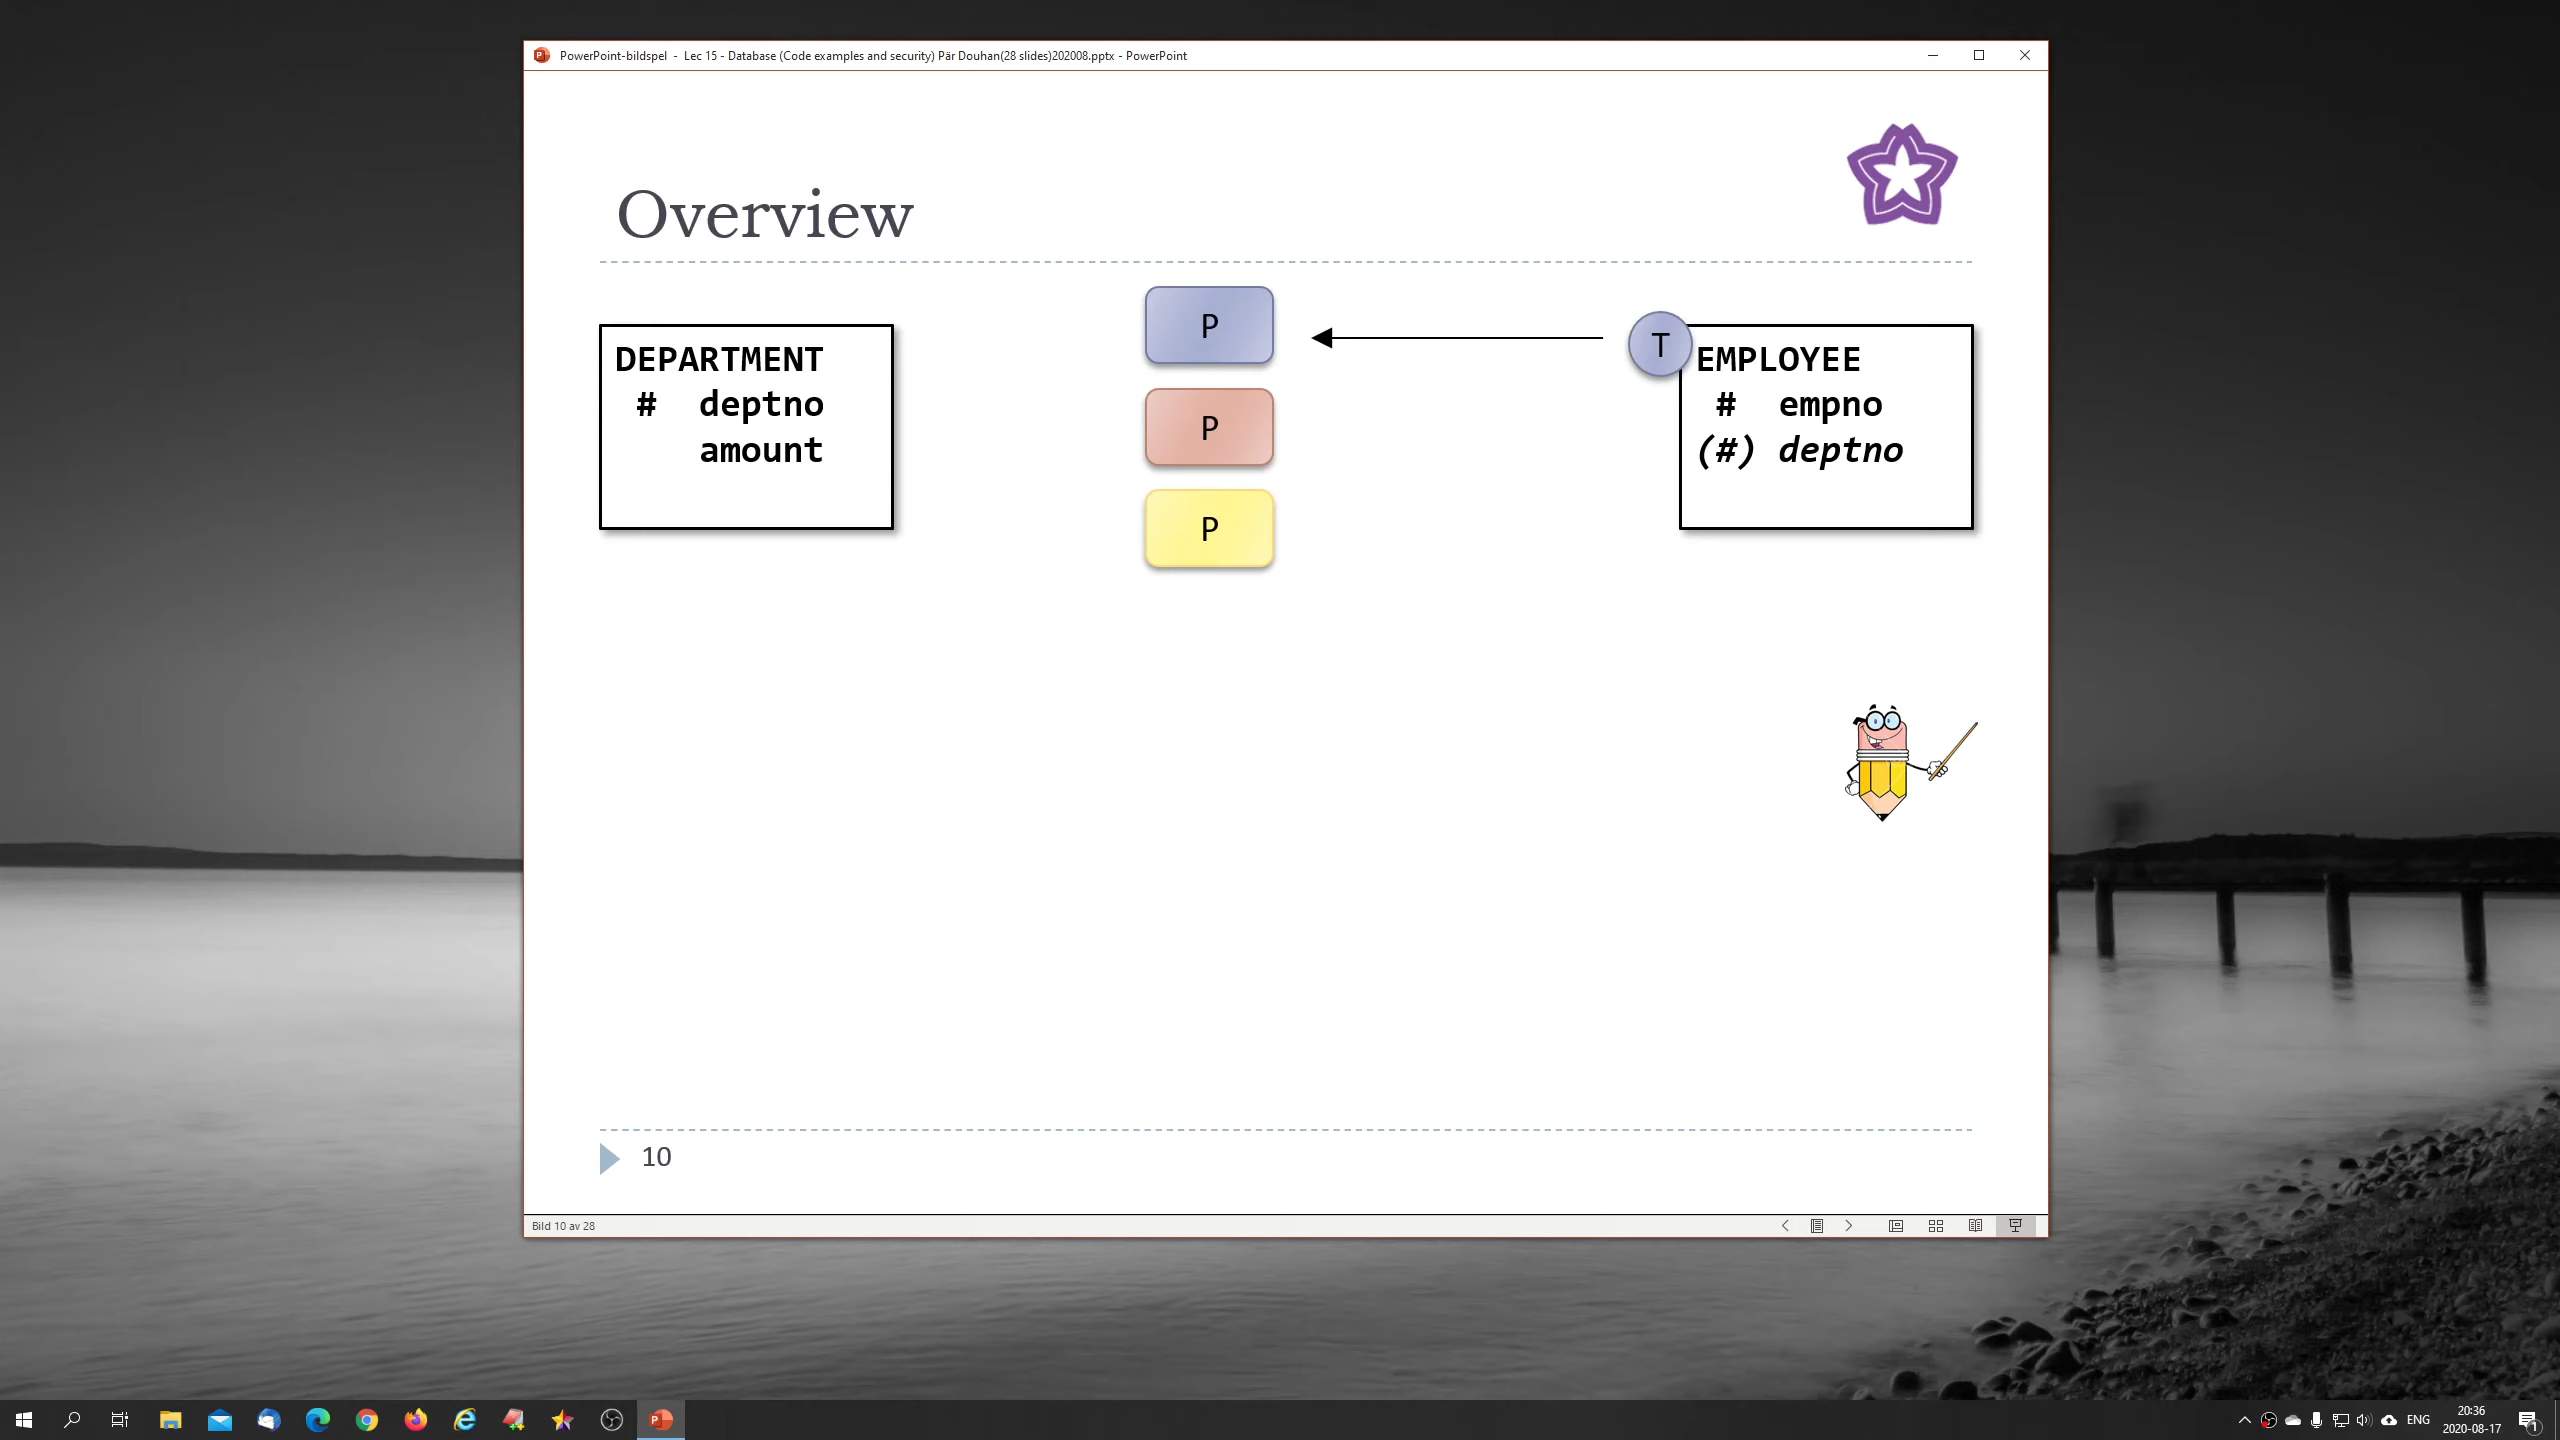 PowerPoint-bildspel - Lec 15 - Database (Code examples and security) Pär Douhan(28 slides)202008.pptx - PowerPoint
Overview
DEPARTMENT
# deptno
amount
P
P
P
T
EMPLOYEE
# empno
(#) deptno
10
Bild 10 av 28
ENG
20:36
2020-08-17
1